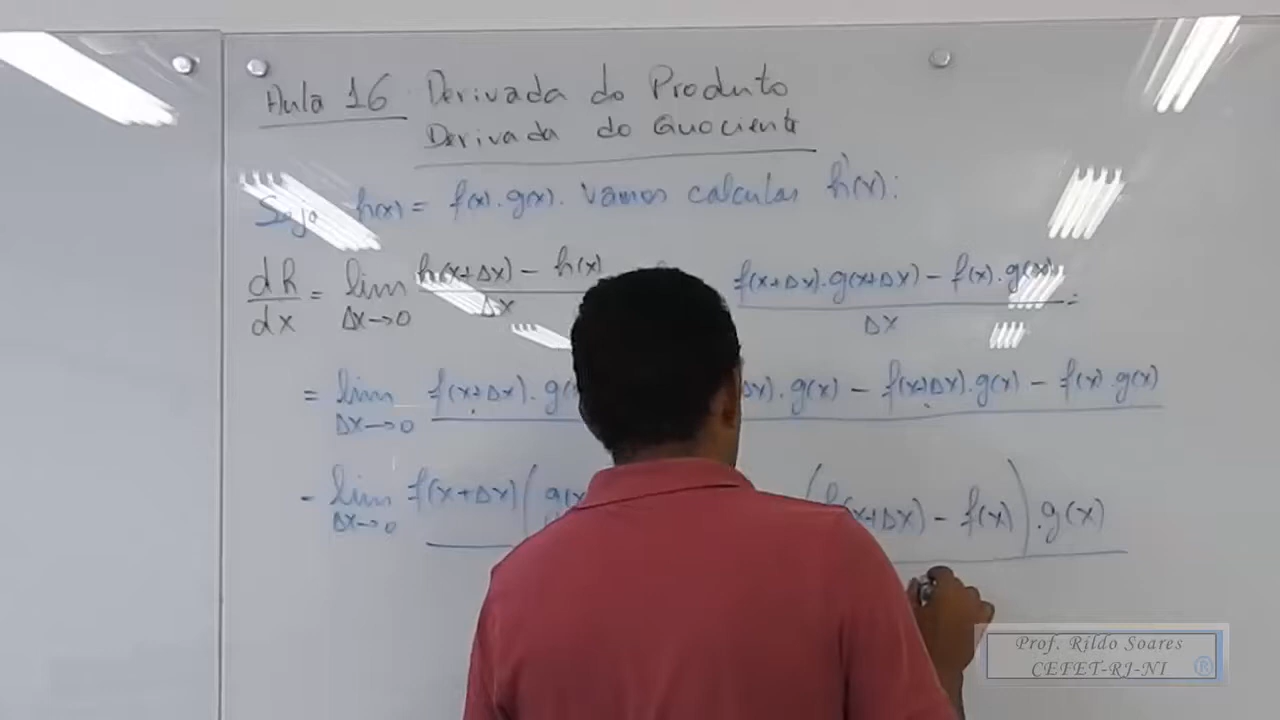 Aula 16 Derivada do Produto
Derivada do Quociente
Seja h(x) = f(x).g(x). Vamos calcular h'(x):
dh/dx = lim Δx→0 h(x+Δx) - h(x) / Δx f(x+Δx).g(x+Δx) - f(x).g(x) / Δx =
= lim Δx→0 f(x+Δx).g( Δx).g(x) - f(x+Δx).g(x) - f(x).g(x)
= lim Δx→0 f(x+Δx)(g(x (f(x+Δx) - f(x)).g(x)
Prof. Rildo Soares
CEFET-RJ-NI ®